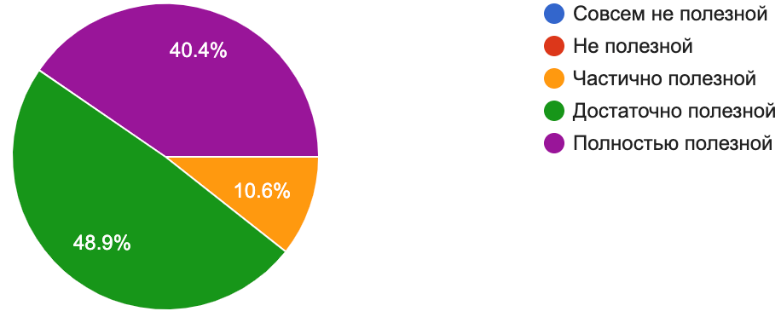 40.4%
10.6%
48.9%
Совсем не полезной
Не полезной
Частично полезной
Достаточно полезной
Полностью полезной